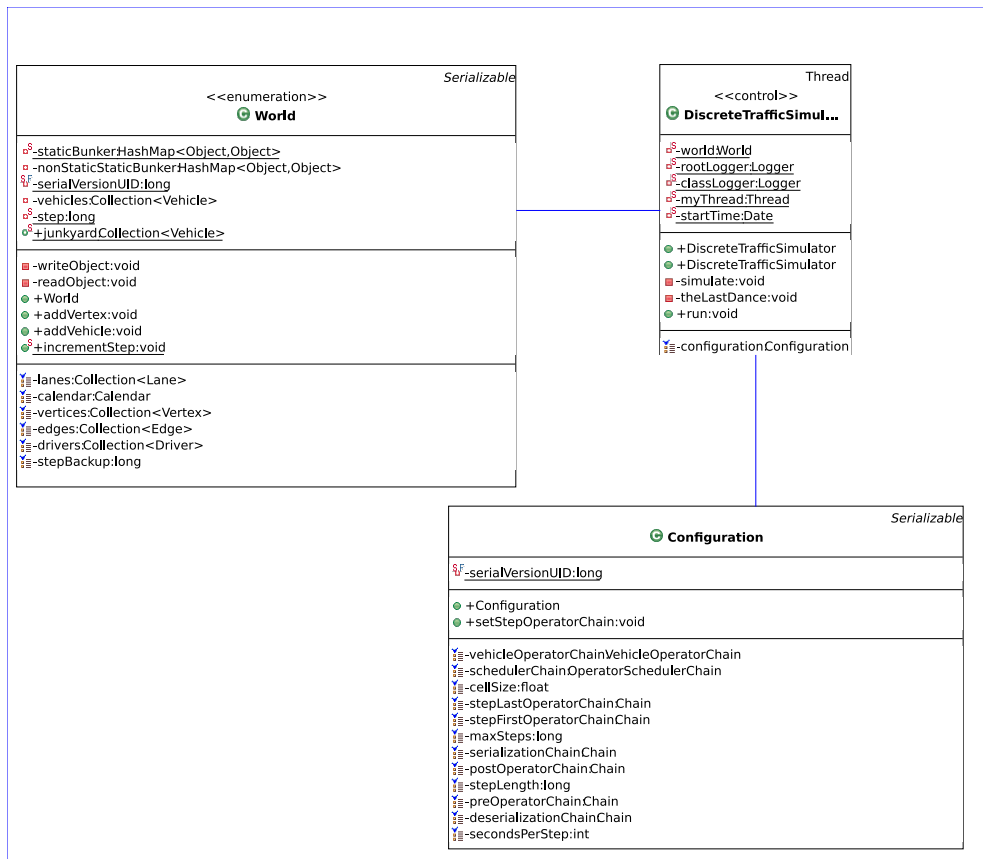 Serializable
<<enumeration>>
World
-staticBunker:HashMap<Object,Object>
-nonStaticStaticBunker:HashMap<Object,Object>
-serialVersionUID:long
-vehicles:Collection<Vehicle>
-step:long
+junkyard:Collection<Vehicle>
-writeObject:void
-readObject:void
+World
+addVertex:void
+addVehicle:void
+incrementStep:void
-lanes:Collection<Lane>
-calendar:Calendar
-vertices:Collection<Vertex>
-edges:Collection<Edge>
-drivers:Collection<Driver>
-stepBackup:long
Thread
<<control>>
DiscreteTrafficSimul...
-world:World
-rootLogger:Logger
-classLogger:Logger
-myThread:Thread
-startTime:Date
+DiscreteTrafficSimulator
+DiscreteTrafficSimulator
-simulate:void
-theLastDance:void
+run:void
-configuration:Configuration
Serializable
Configuration
-serialVersionUID:long
+Configuration
+setStepOperatorChain:void
-vehicleOperatorChain:VehicleOperatorChain
-schedulerChain:OperatorSchedulerChain
-cellSize:float
-stepLastOperatorChain:Chain
-stepFirstOperatorChain:Chain
-maxSteps:long
-serializationChain:Chain
-postOperatorChain:Chain
-stepLength:long
-preOperatorChain:Chain
-deserializationChain:Chain
-secondsPerStep:int